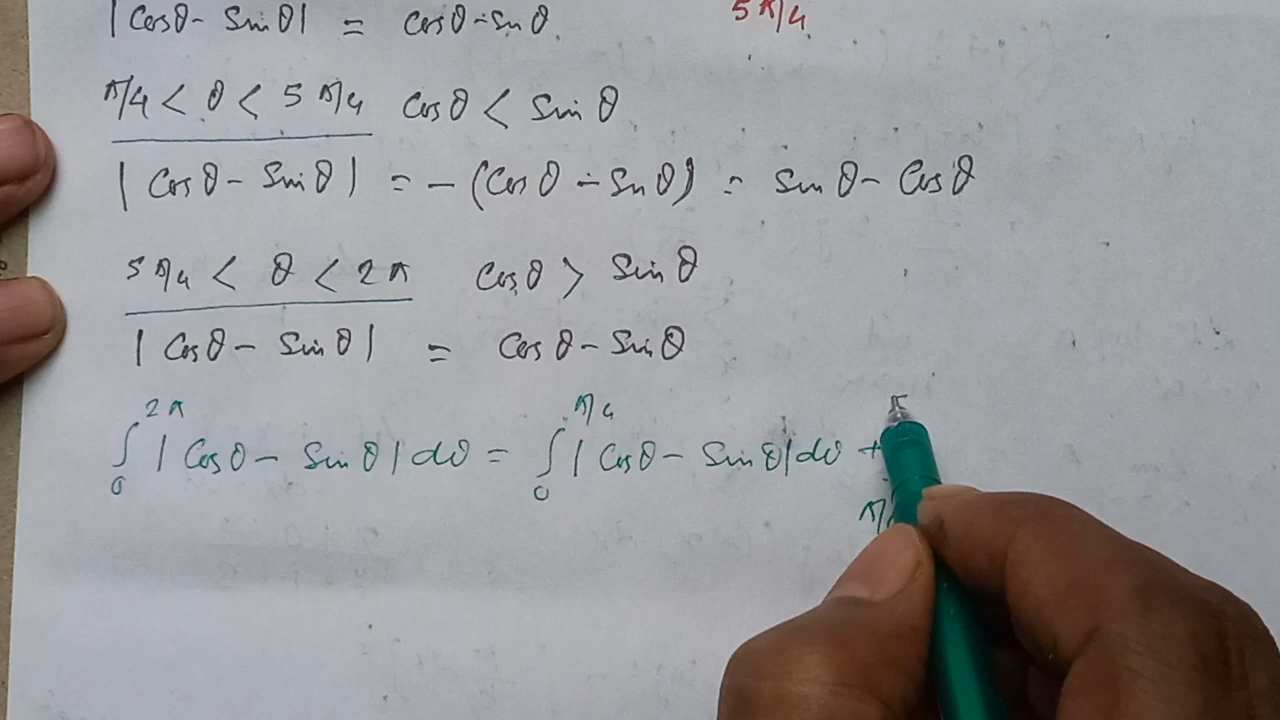 |Cosθ - Sinθ| = Cosθ - Sinθ. 5π/4
π/4 < θ < 5π/4 Cosθ < Sinθ
|Cosθ - Sinθ| = -(Cosθ - Sinθ) = Sinθ - Cosθ
5π/4 < θ < 2π Cosθ > Sinθ
|Cosθ - Sinθ| = Cosθ - Sinθ
∫₀^2π |Cosθ - Sinθ| dθ = ∫₀^π/4 |Cosθ - Sinθ| dθ +